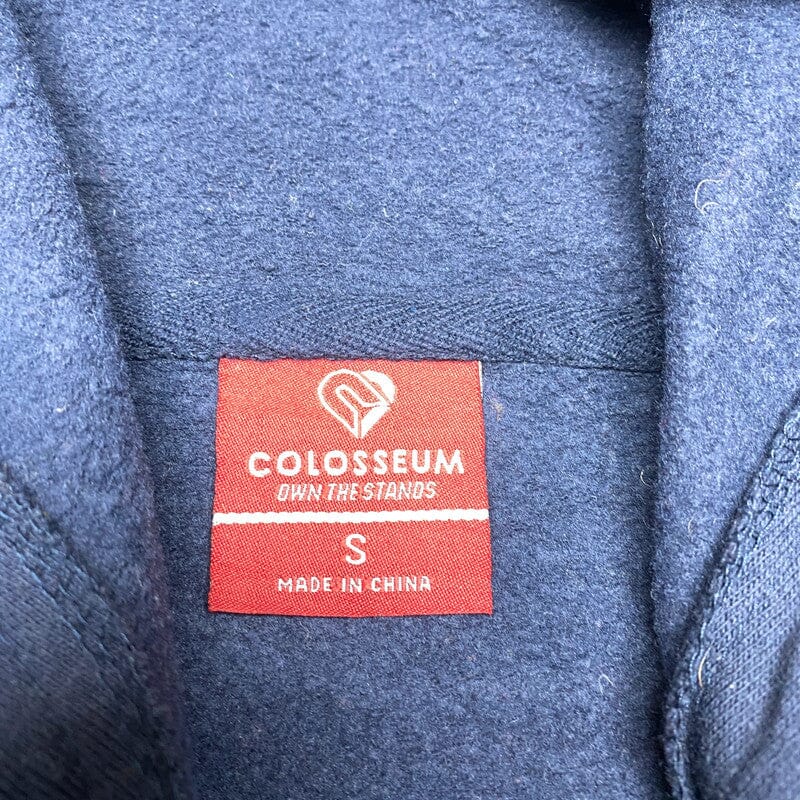 COLOSSEUM
OWN THE STANDS
S
MADE IN CHINA